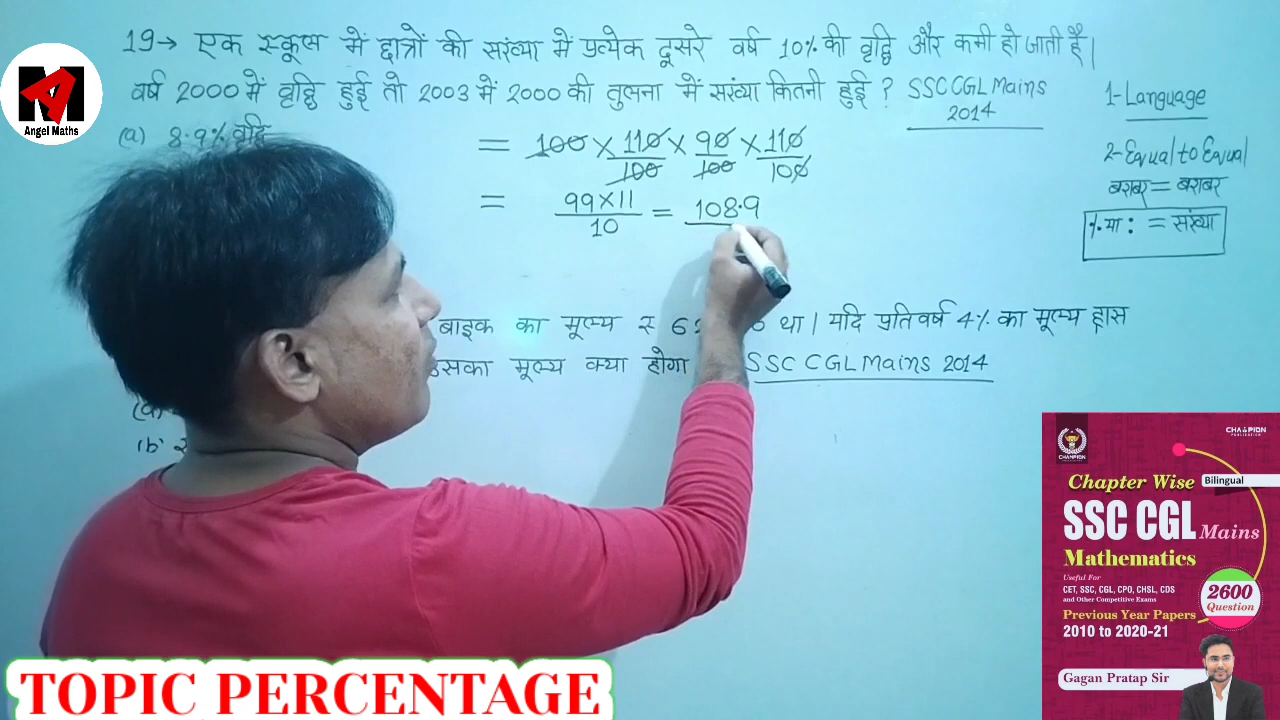 19→ एक स्कूल में छात्रों की संख्या में प्रत्येक दूसरे वर्ष 10% की वृद्धि और कमी हो जाती है।
वर्ष 2000 में वृद्धि हुई तो 2003 में 2000 की तुलना में संख्या कितनी हुई ? SSC CGL Mains
2014
(a) 8.9% वृद्धि
= 100 × 110/100 × 90/100 × 110/100
= 99×11/10 = 108.9
1-Language
2-Equal to Equal
बराबर = बराबर
% या : = संख्या
बाइक का मूल्य ₹ था । यदि प्रतिवर्ष 4% का मूल्य ह्रास
उसका मूल्य क्या होगा SSC CGL Mains 2014
(a)
(b)
MA
Angel Maths
CHAMPION
CHAMPION
PUBLICATION
Chapter Wise Bilingual
SSC CGL Mains
Mathematics
Useful For
CET, SSC, CGL, CPO, CHSL, CDS
and Other Competitive Exams
2600
Question
Previous Year Papers
2010 to 2020-21
Gagan Pratap Sir
TOPIC PERCENTAGE